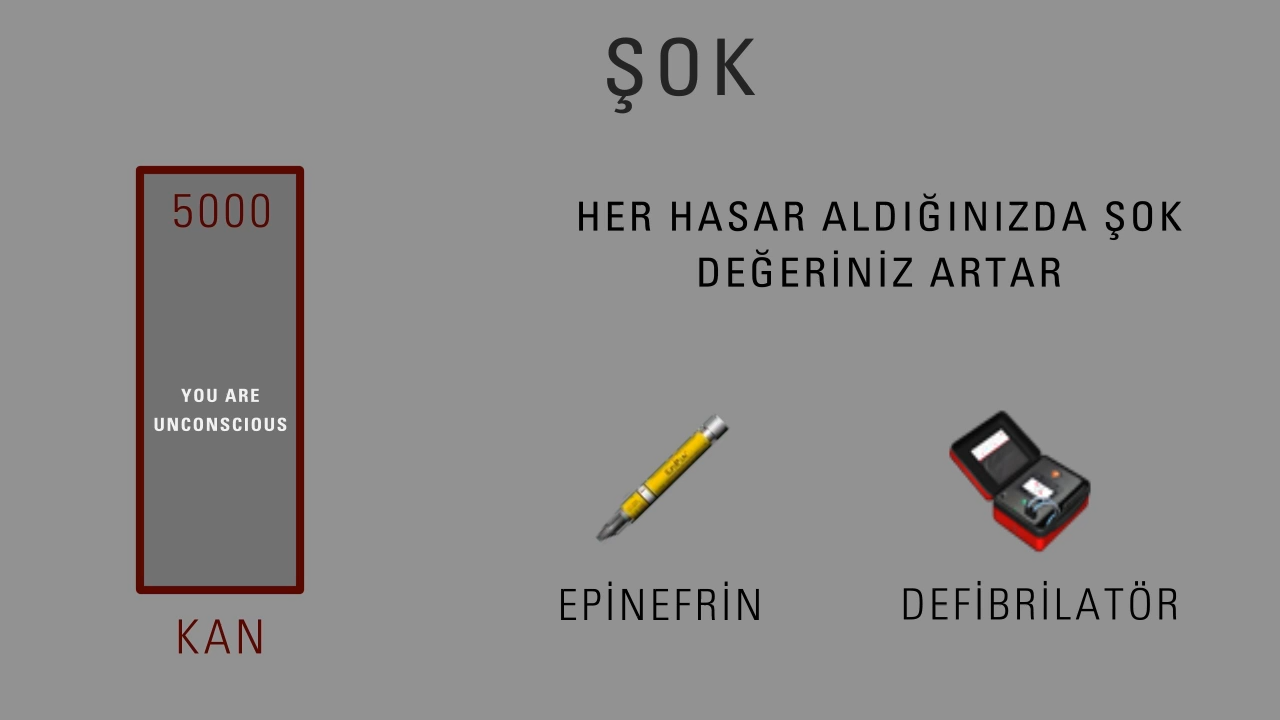 ŞOK
5000
YOU ARE
UNCONSCIOUS
KAN
HER HASAR ALDIĞINIZDA ŞOK
DEĞERİNİZ ARTAR
EPİNEFRİN
DEFİBRİLATÖR